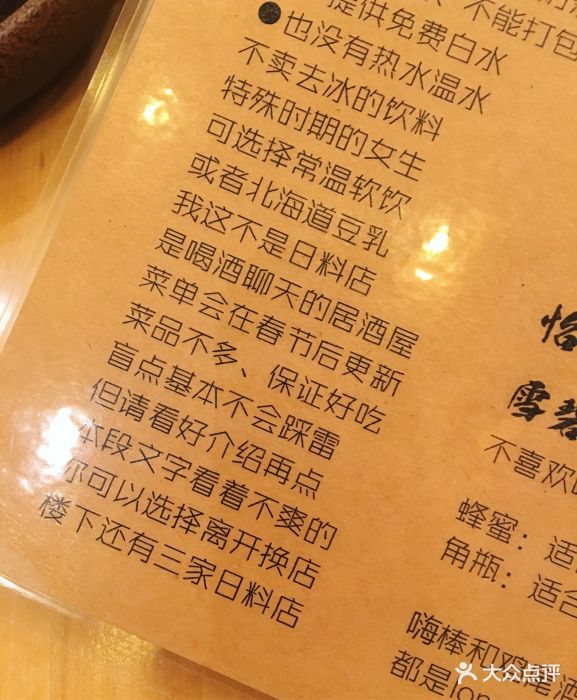 提供免费白水
不能打包
也没有热水温水
不卖去冰的饮料
特殊时期的女生
可选择常温软饮
或者北海道豆乳
我这不是日料店
是喝酒聊天的居酒屋
菜单会在春节后更新
菜品不多、保证好吃
盲点基本不会踩雷
但请看好介绍再点
本段文字看着不爽的
你可以选择离开换店
楼下还有三家日料店
雪碧
不喜欢
蜂蜜：适
角瓶：适合
嗨棒和
都是
大众点评